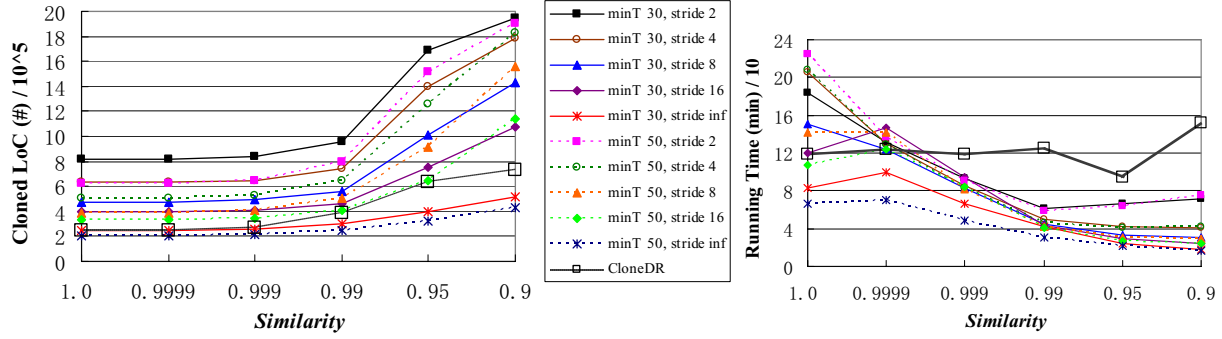 Cloned LoC (#) / 10^5
20
18
16
14
12
10
8
6
4
2
0
1.0
0.9999
0.999
0.99
0.95
0.9
Similarity
minT 30, stride 2
minT 30, stride 4
minT 30, stride 8
minT 30, stride 16
minT 30, stride inf
minT 50, stride 2
minT 50, stride 4
minT 50, stride 8
minT 50, stride 16
minT 50, stride inf
CloneDR
Running Time (min) / 10
24
20
16
12
8
4
0
1.0
0.9999
0.999
0.99
0.95
0.9
Similarity